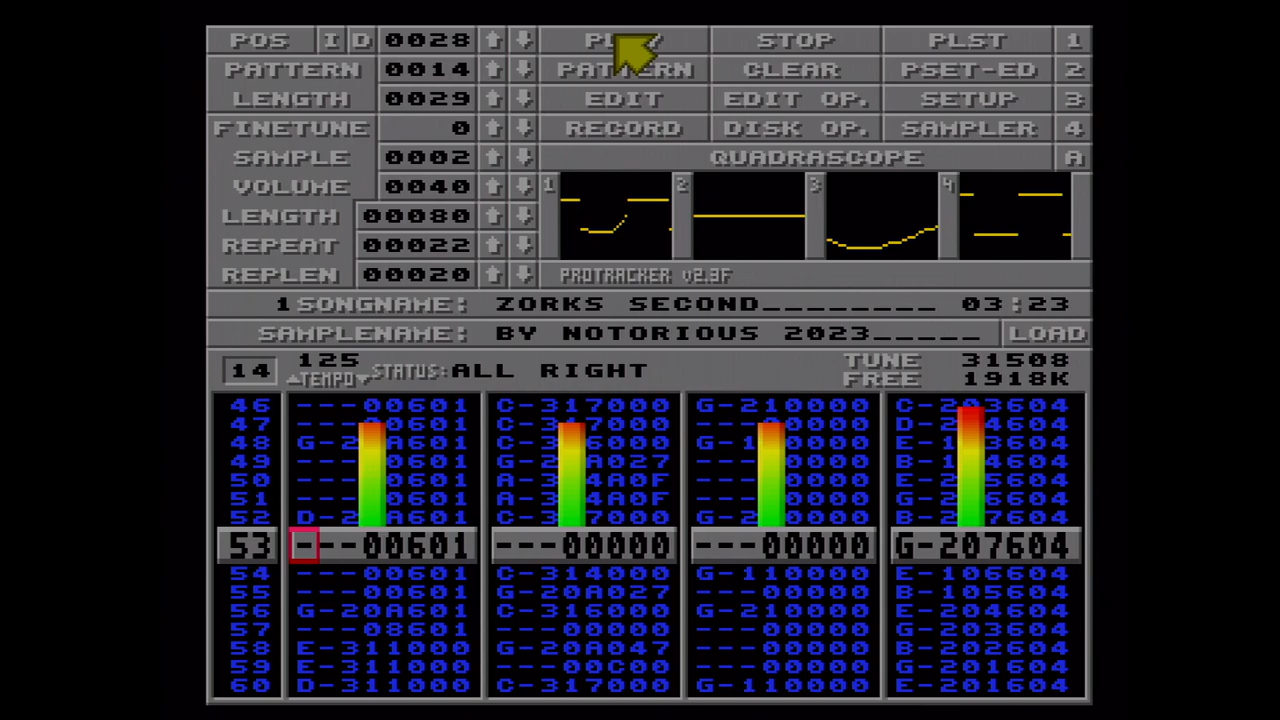 POS I D 0028 STOP PLST 1
PATTERN 0014 PATTERN CLEAR PSET-ED 2
LENGTH 0029 EDIT EDIT OP. SETUP 3
FINETUNE 0 RECORD DISK OP. SAMPLER 4
SAMPLE 0002 QUADRASCOPE A
VOLUME 0040 1 2 3 4
LENGTH 00080
REPEAT 00022
REPLEN 00020 PROTRACKER V2.3F
1 SONGNAME: ZORKS SECOND________ 03:23
SAMPLENAME: BY NOTORIOUS 2023_____ LOAD
14 125 TEMPO STATUS: ALL RIGHT TUNE 31508
FREE 1918K
46 ---00601 C-317000 G-210000
47 ---00601
48
49
50
51
52
53 ---00601 ---00000 ---00000 G-207604
54 ---00601 C-314000 G-110000 E-106604
55 ---00601 G-20A027 ---00000 B-105604
56 G-20A601 C-316000 G-210000 E-204604
57 ---08601 ---00000 ---00000 G-203604
58 E-311000 G-20A047 ---00000 B-202604
59 E-311000 ---00C00 ---00000 G-201604
60 D-311000 C-317000 G-110000 E-201604